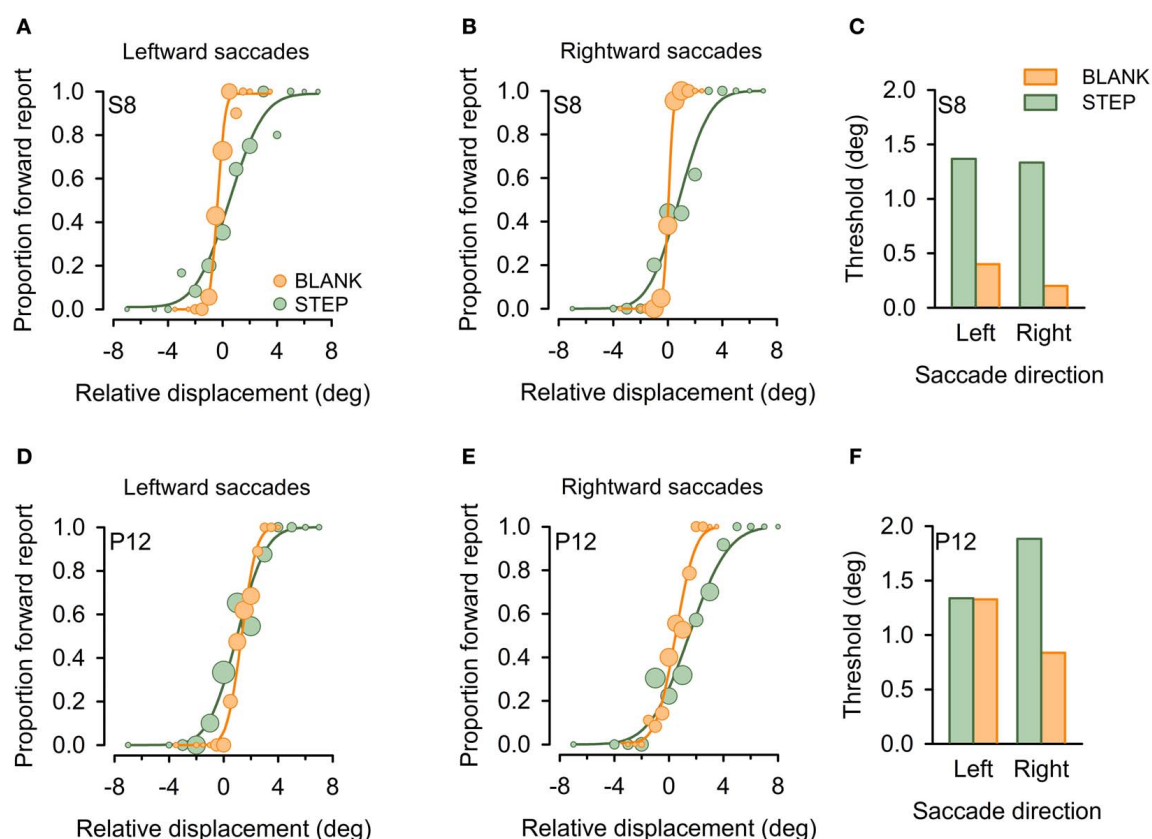 A
Leftward saccades
S8
Proportion forward report
1.0
0.8
0.6
0.4
0.2
0.0
BLANK
STEP
-8 -4 0 4 8
Relative displacement (deg)
B
Rightward saccades
S8
Proportion forward report
1.0
0.8
0.6
0.4
0.2
0.0
-8 -4 0 4 8
Relative displacement (deg)
C
BLANK
STEP
S8
Threshold (deg)
2.0
1.5
1.0
0.5
0.0
Left Right
Saccade direction
D
Leftward saccades
P12
Proportion forward report
1.0
0.8
0.6
0.4
0.2
0.0
-8 -4 0 4 8
Relative displacement (deg)
E
Rightward saccades
P12
Proportion forward report
1.0
0.8
0.6
0.4
0.2
0.0
-8 -4 0 4 8
Relative displacement (deg)
F
P12
Threshold (deg)
2.0
1.5
1.0
0.5
0.0
Left Right
Saccade direction